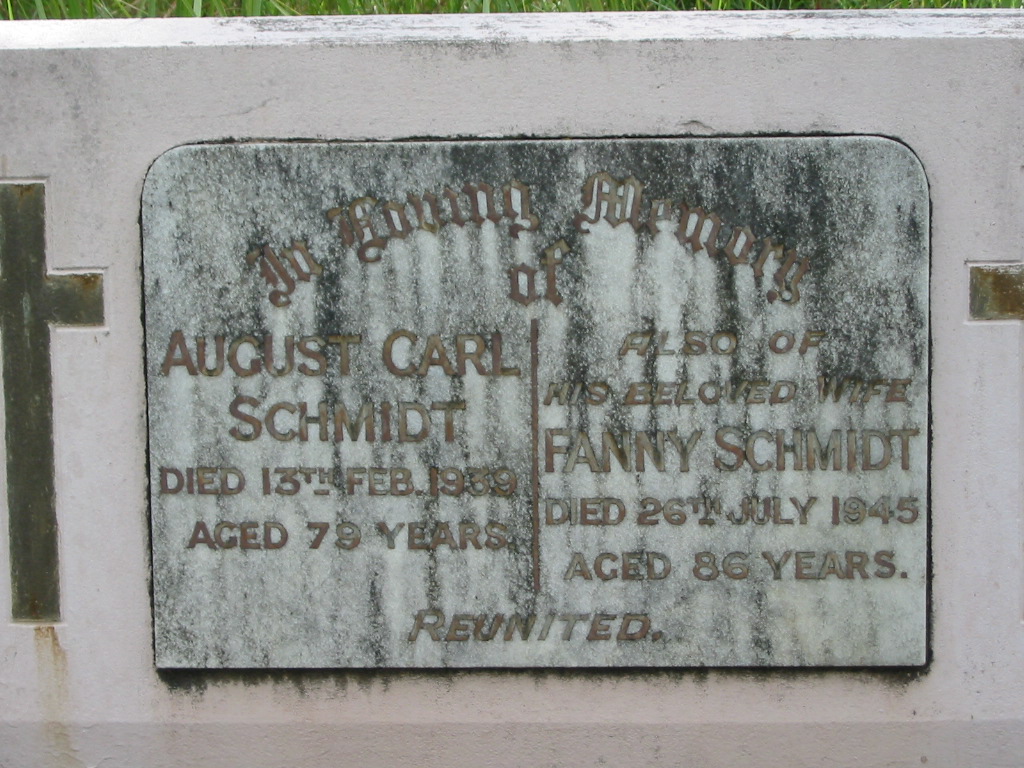 In Loving Memory
of
AUGUST CARL
SCHMIDT
DIED 13TH FEB. 1939
AGED 79 YEARS.
ALSO OF
HIS BELOVED WIFE
FANNY SCHMIDT
DIED 26TH JULY 1945
AGED 86 YEARS.
REUNITED.